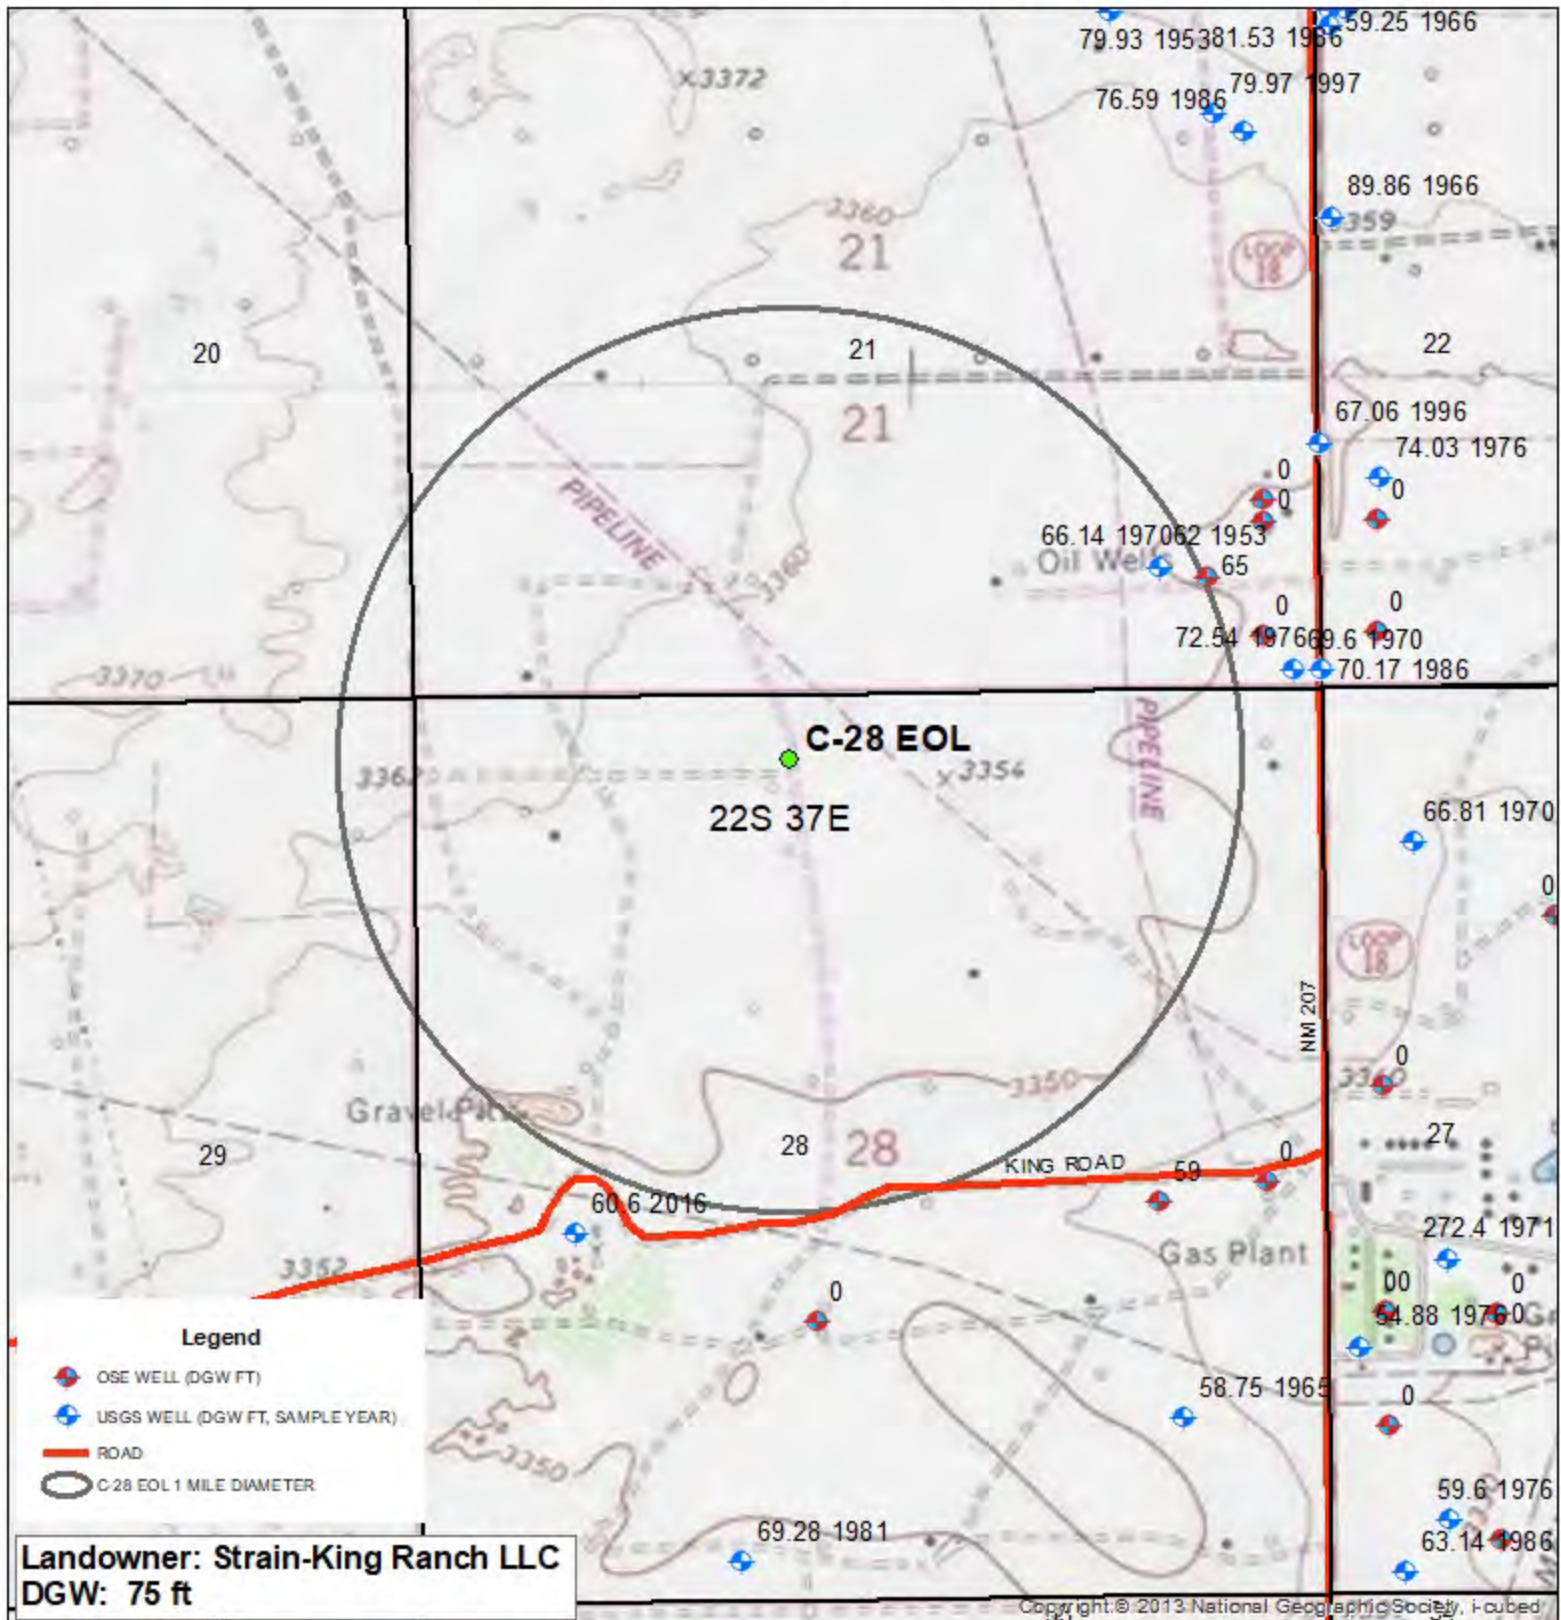 59.25 1966
79.93 1953
81.53 1986
79.97 1997
76.59 1986
x3372
89.86 1966
3359
3360
21
LOOP
18
20
21
22
21
67.06 1996
74.03 1976
0
0
0
PIPELINE
66.14 1970
62 1953
Oil Wells
65
3360
0
0
72.54 1976
69.6 1970
70.17 1986
3370
C-28 EOL
PIPELINE
x3354
22S 37E
66.81 1970
0
LOOP
18
NM 207
0
3350
Gravel Pit
27
29
28
28
KING ROAD
59
0
60.6 2016
272.4 1971
Gas Plant
3352
0
00
0
54.88 1976
0
58.75 1965
0
3350
59.6 1976
63.14 1986
69.28 1981
Legend
OSE WELL (DGW FT)
USGS WELL (DGW FT, SAMPLE YEAR)
ROAD
C-28 EOL 1 MILE DIAMETER
Landowner: Strain-King Ranch LLC
DGW: 75 ft
Copyright:© 2013 National Geographic Society, i-cubed